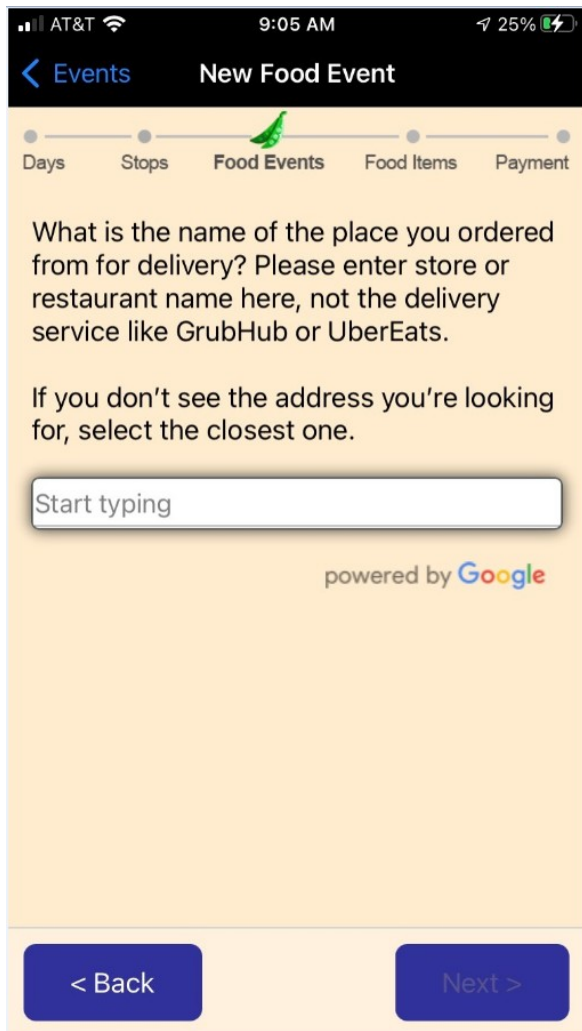 AT&T 9:05 AM 25%
Events New Food Event
Days Stops Food Events Food Items Payment
What is the name of the place you ordered
from for delivery? Please enter store or
restaurant name here, not the delivery
service like GrubHub or UberEats.
If you don’t see the address you’re looking
for, select the closest one.
Start typing
powered by Google
< Back Next >